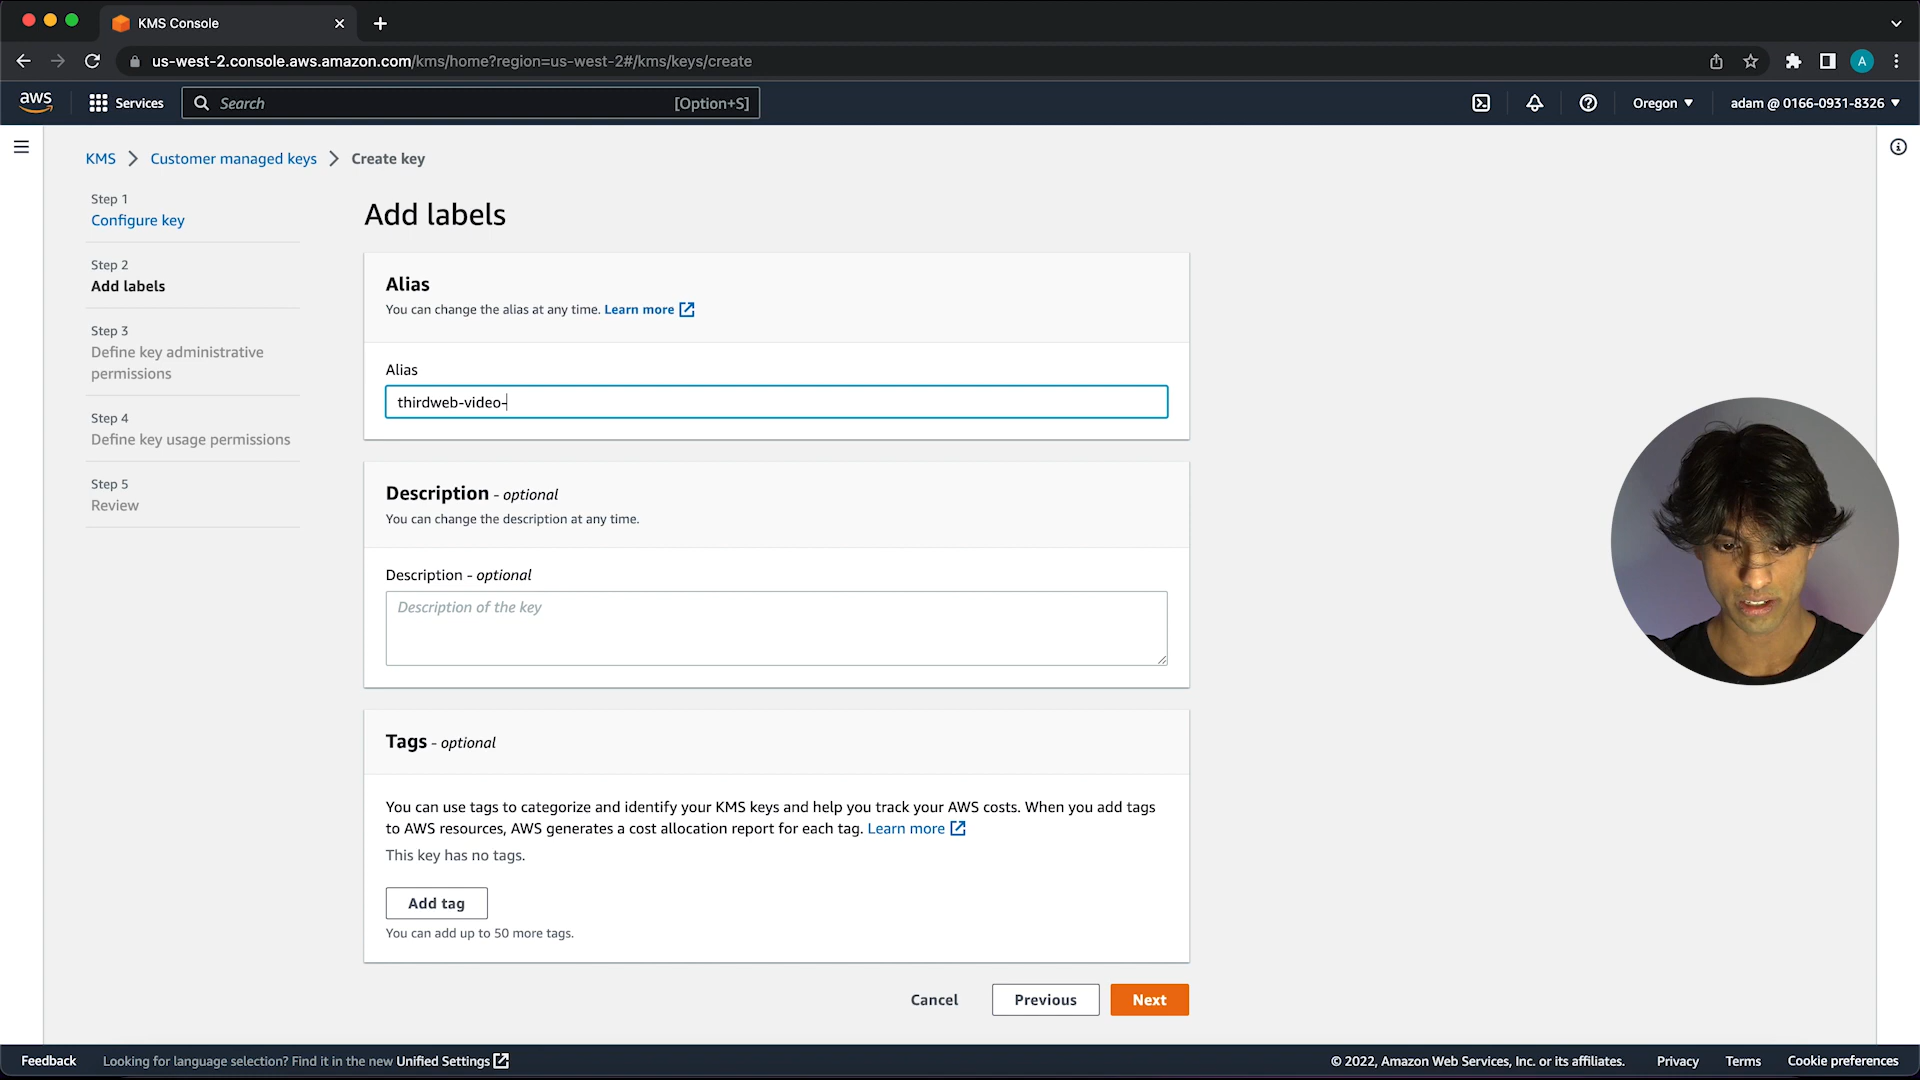 KMS Console
us-west-2.console.aws.amazon.com/kms/home?region=us-west-2#/kms/keys/create
A
aws
Services
Search
[Option+S]
Oregon
adam @ 0166-0931-8326
KMS > Customer managed keys > Create key
Step 1
Configure key
Step 2
Add labels
Step 3
Define key administrative
permissions
Step 4
Define key usage permissions
Step 5
Review
Add labels
Alias
You can change the alias at any time. Learn more
Alias
thirdweb-video-
Description - optional
You can change the description at any time.
Description - optional
Description of the key
Tags - optional
You can use tags to categorize and identify your KMS keys and help you track your AWS costs. When you add tags
to AWS resources, AWS generates a cost allocation report for each tag. Learn more
This key has no tags.
Add tag
You can add up to 50 more tags.
Cancel
Previous
Next
Feedback
Looking for language selection? Find it in the new Unified Settings
© 2022, Amazon Web Services, Inc. or its affiliates.
Privacy
Terms
Cookie preferences